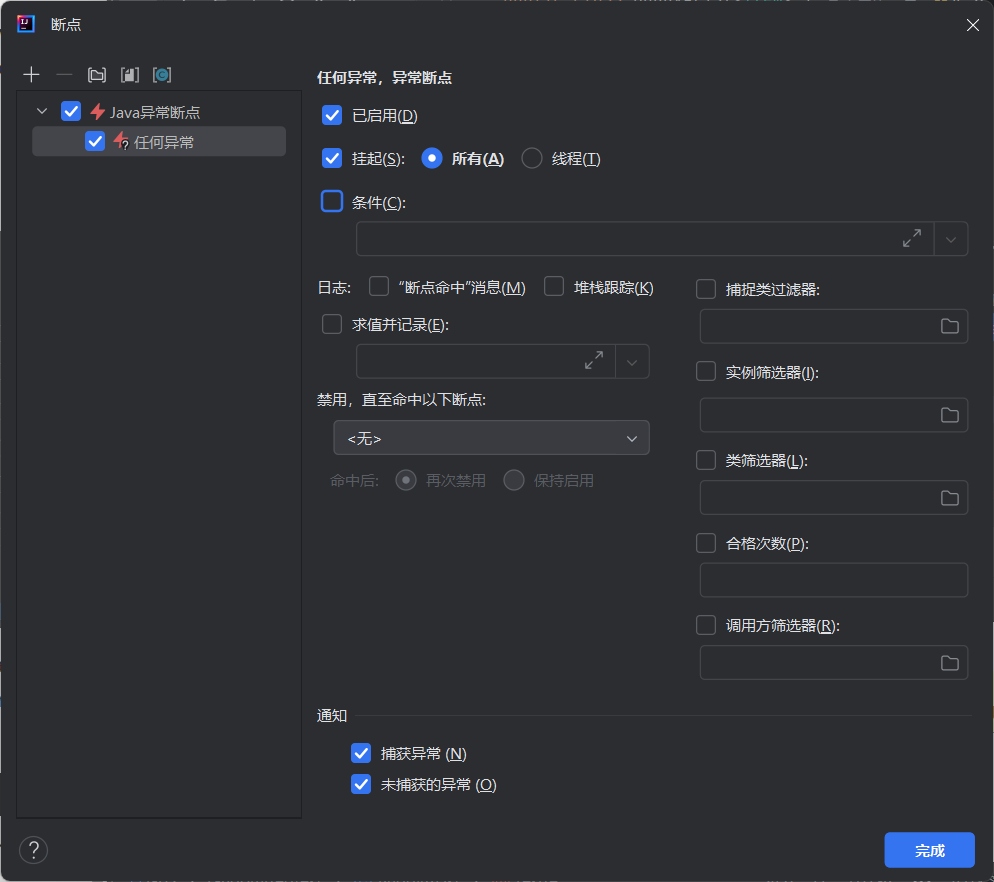 断点
Java异常断点
任何异常
任何异常，异常断点
已启用(D)
挂起(S): 所有(A) 线程(T)
条件(C):
日志: “断点命中”消息(M) 堆栈跟踪(K)
求值并记录(E):
禁用，直至命中以下断点:
<无>
命中后: 再次禁用 保持启用
捕捉类过滤器:
实例筛选器(I):
类筛选器(L):
合格次数(P):
调用方筛选器(R):
通知
捕获异常 (N)
未捕获的异常 (O)
?
完成